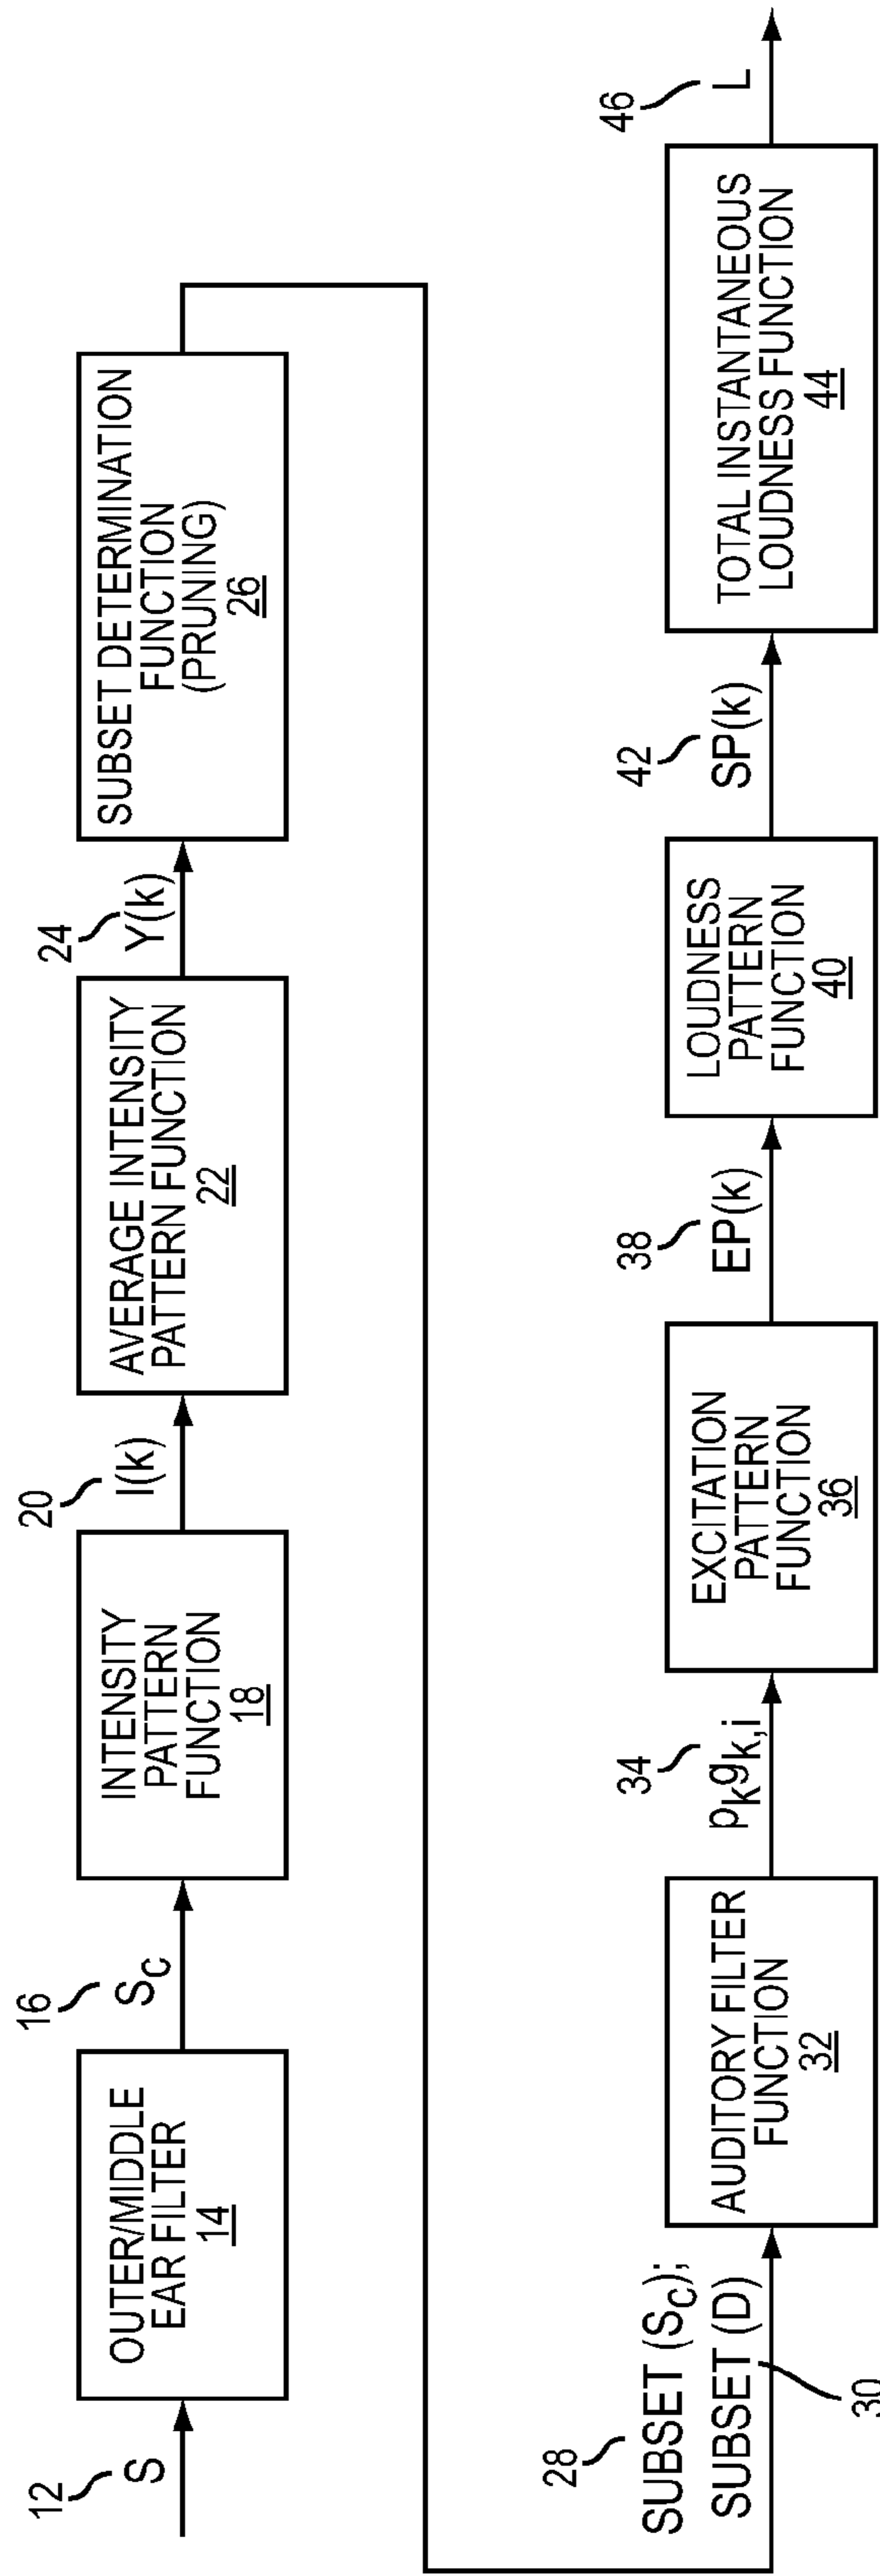 12
S
OUTER/MIDDLE
EAR FILTER
14
16
Sc
INTENSITY
PATTERN
FUNCTION
18
20
I(k)
AVERAGE INTENSITY
PATTERN FUNCTION
22
24
Y(k)
SUBSET DETERMINATION
FUNCTION
(PRUNING)
26
28
SUBSET (Sc);
SUBSET (D)
30
AUDITORY FILTER
FUNCTION
32
34
pkgk,i
EXCITATION
PATTERN
FUNCTION
36
38
EP(k)
LOUDNESS
PATTERN
FUNCTION
40
42
SP(k)
TOTAL INSTANTANEOUS
LOUDNESS FUNCTION
44
46
L